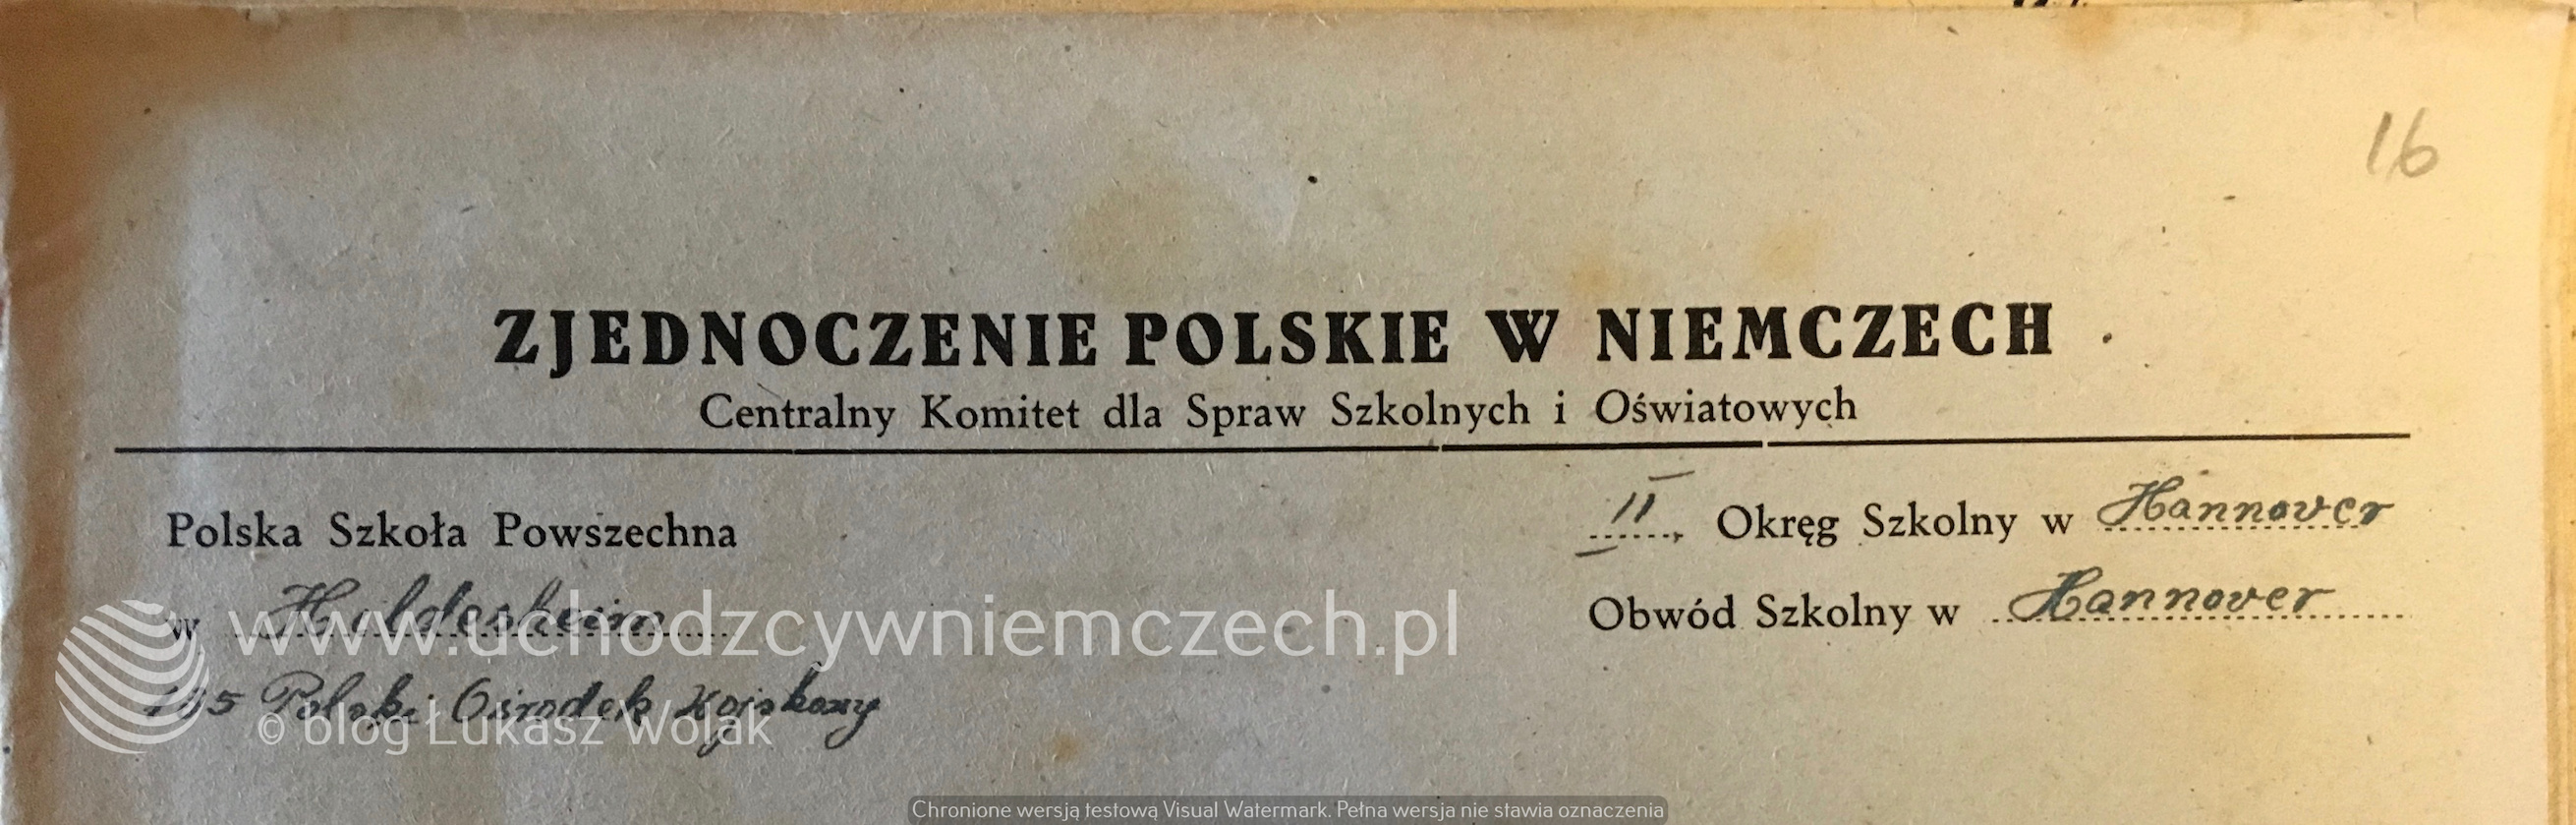 16
ZJEDNOCZENIE POLSKIE W NIEMCZECH
Centralny Komitet dla Spraw Szkolnych i Oświatowych
Polska Szkoła Powszechna
II, Okręg Szkolny w Hannover
w Hildesheim
Obwód Szkolny w Hannover
www.uchodzcywniemczech.pl
Polski Ośrodek Wojskowy
© blog Łukasz Wolak
Chronione wersją testową Visual Watermark. Pełna wersja nie stawia oznaczenia